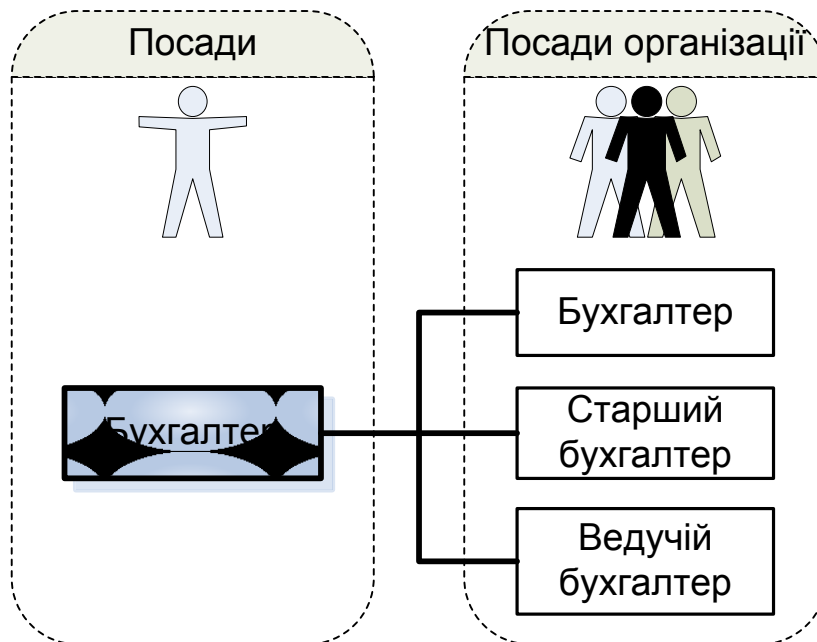 Посади
Посади організації
Бухгалтер
Бухгалтер
Старший
бухгалтер
Ведучій
бухгалтер